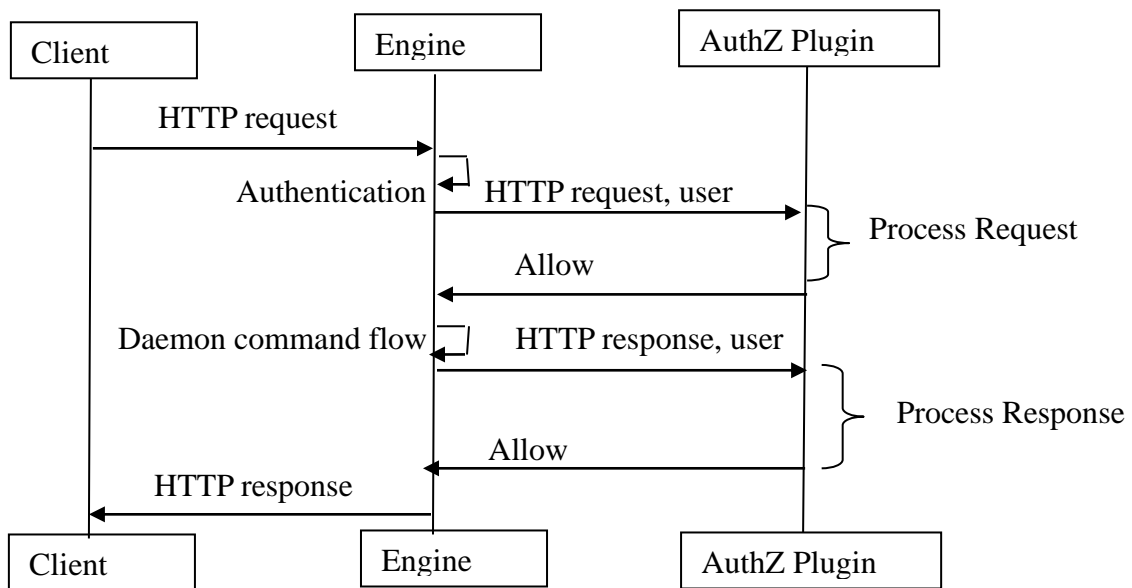 Client
Engine
AuthZ Plugin
HTTP request
Authentication
HTTP request, user
Process Request
Allow
Daemon command flow
HTTP response, user
Process Response
Allow
HTTP response
Client
Engine
AuthZ Plugin